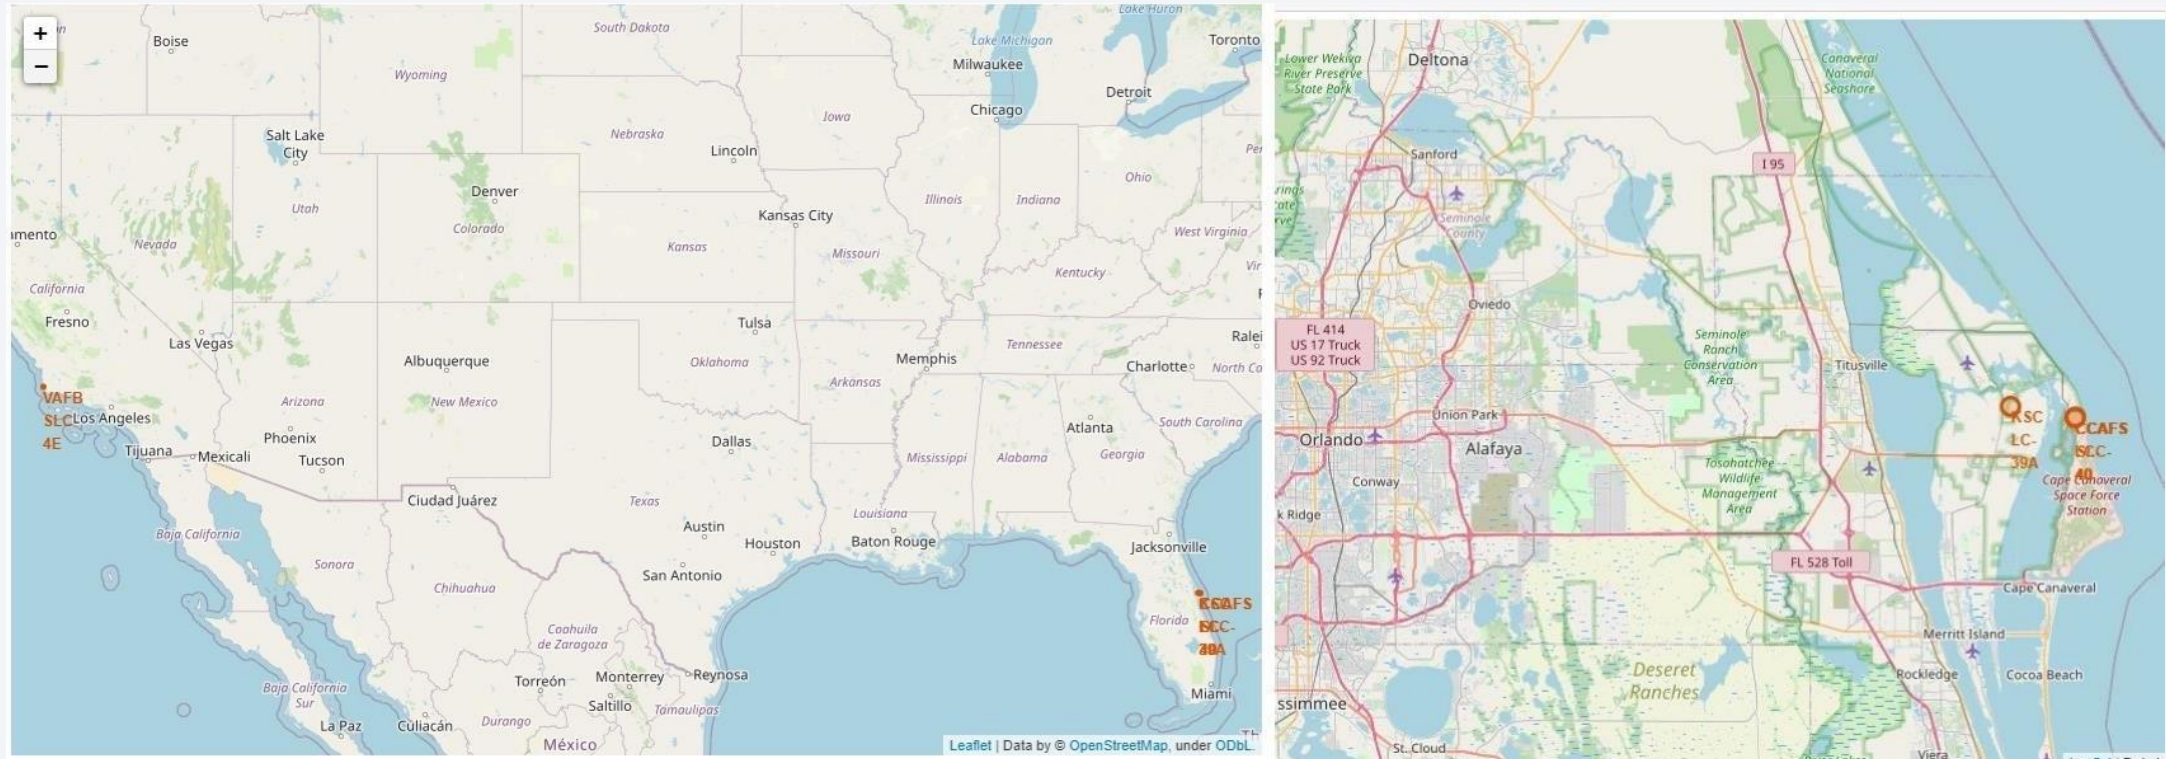 +
−
Boise
South Dakota
Lake Huron
Lake Michigan
Toronto
Wyoming
Milwaukee
Detroit
Chicago
Iowa
Salt Lake
City
Nebraska
Lincoln
Ohio
Denver
Utah
Illinois
Indiana
Kansas City
Colorado
West Virginia
Nevada
Kansas
Missouri
Kentucky
California
Fresno
Las Vegas
Tulsa
Tennessee
Albuquerque
Oklahoma
Memphis
Charlotte
Arkansas
VAFB
SLC-
4E
Los Angeles
Arizona
New Mexico
Atlanta
South Carolina
Phoenix
Dallas
Tijuana
Mexicali
Tucson
Mississippi
Alabama
Georgia
Ciudad Juárez
Texas
Louisiana
Baja California
Austin
Houston
Baton Rouge
Jacksonville
Sonora
Chihuahua
San Antonio
Florida
Coahuila
de Zaragoza
Torreón
Monterrey
Reynosa
Saltillo
Baja California
Sur
Tamaulipas
Miami
La Paz
Culiacán
Durango
México
Leaflet | Data by © OpenStreetMap, under ODbL.
Lower Wekiva
River Preserve
State Park
Deltona
Canaveral
National
Seashore
Sanford
I 95
Seminole
County
Oviedo
FL 414
US 17 Truck
US 92 Truck
Seminole
Ranch
Conservation
Area
Titusville
KSC
LC-
39A
CCAFS
Union Park
Orlando
Alafaya
Tosohatchee
Wildlife
Management
Area
Conway
Cape Canaveral
Space Force
Station
k Ridge
FL 528 Toll
Cape Canaveral
Merritt Island
Deseret
Ranches
Rockledge
Cocoa Beach
ssimmee
St. Cloud
Viera